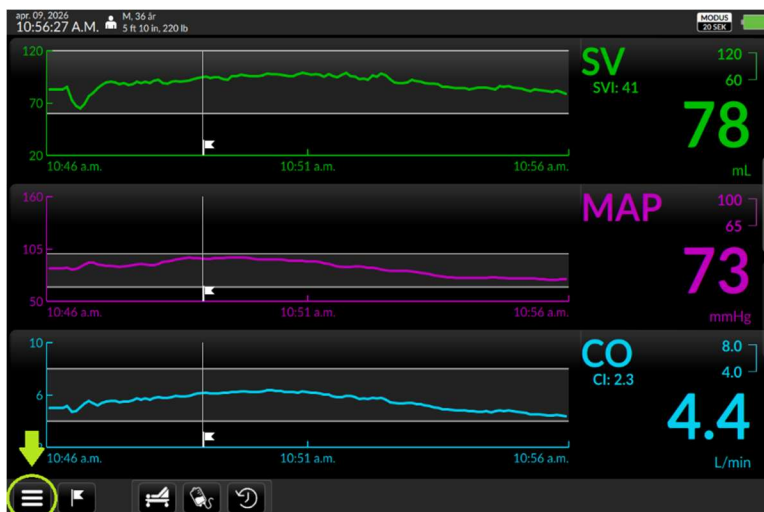 apr. 09, 2026
10:56:27 A.M.
M, 36 år
5 ft 10 in, 220 lb
MODUS
20 SEK
120
70
20
10:46 a.m.
10:51 a.m.
10:56 a.m.
SV
SVI: 41
120
60
78
mL
160
105
50
10:46 a.m.
10:51 a.m.
10:56 a.m.
MAP
100
65
73
mmHg
10
6
10:46 a.m.
10:51 a.m.
10:56 a.m.
CO
CI: 2.3
8.0
4.0
4.4
L/min